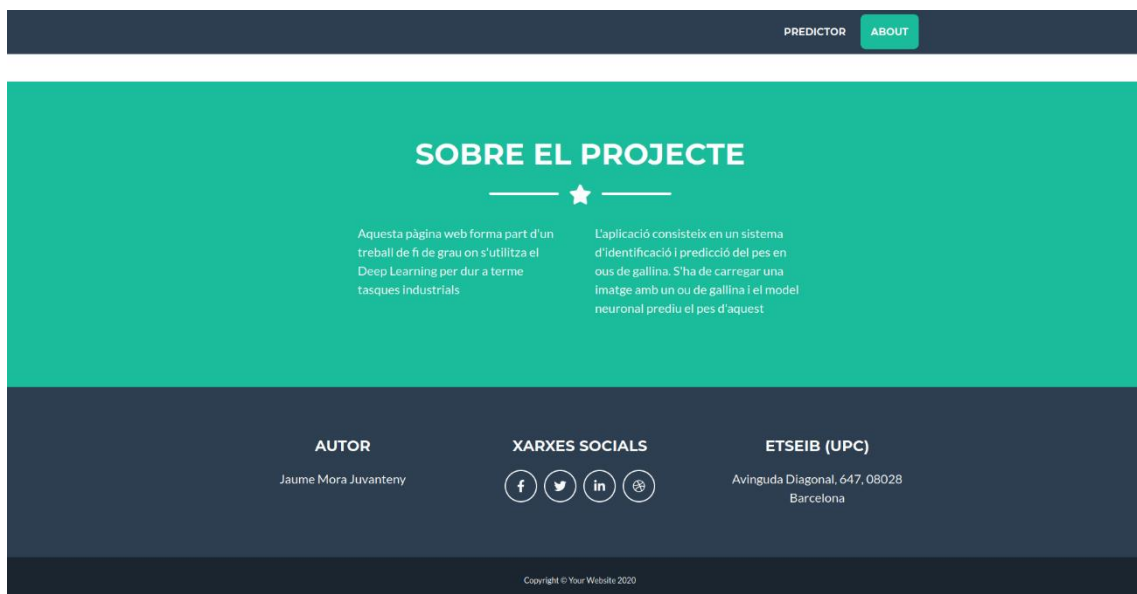 PREDICTOR ABOUT
SOBRE EL PROJECTE
Aquesta pàgina web forma part d'un
treball de fi de grau on s'utilitza el
Deep Learning per dur a terme
tasques industrials
L'aplicació consisteix en un sistema
d'identificació i predicció del pes en
ous de gallina. S'ha de carregar una
imatge amb un ou de gallina i el model
neuronal prediu el pes d'aquest
AUTOR
Jaume Mora Juvanteny
XARXES SOCIALS
ETSEIB (UPC)
Avinguda Diagonal, 647, 08028
Barcelona
Copyright © Your Website 2020